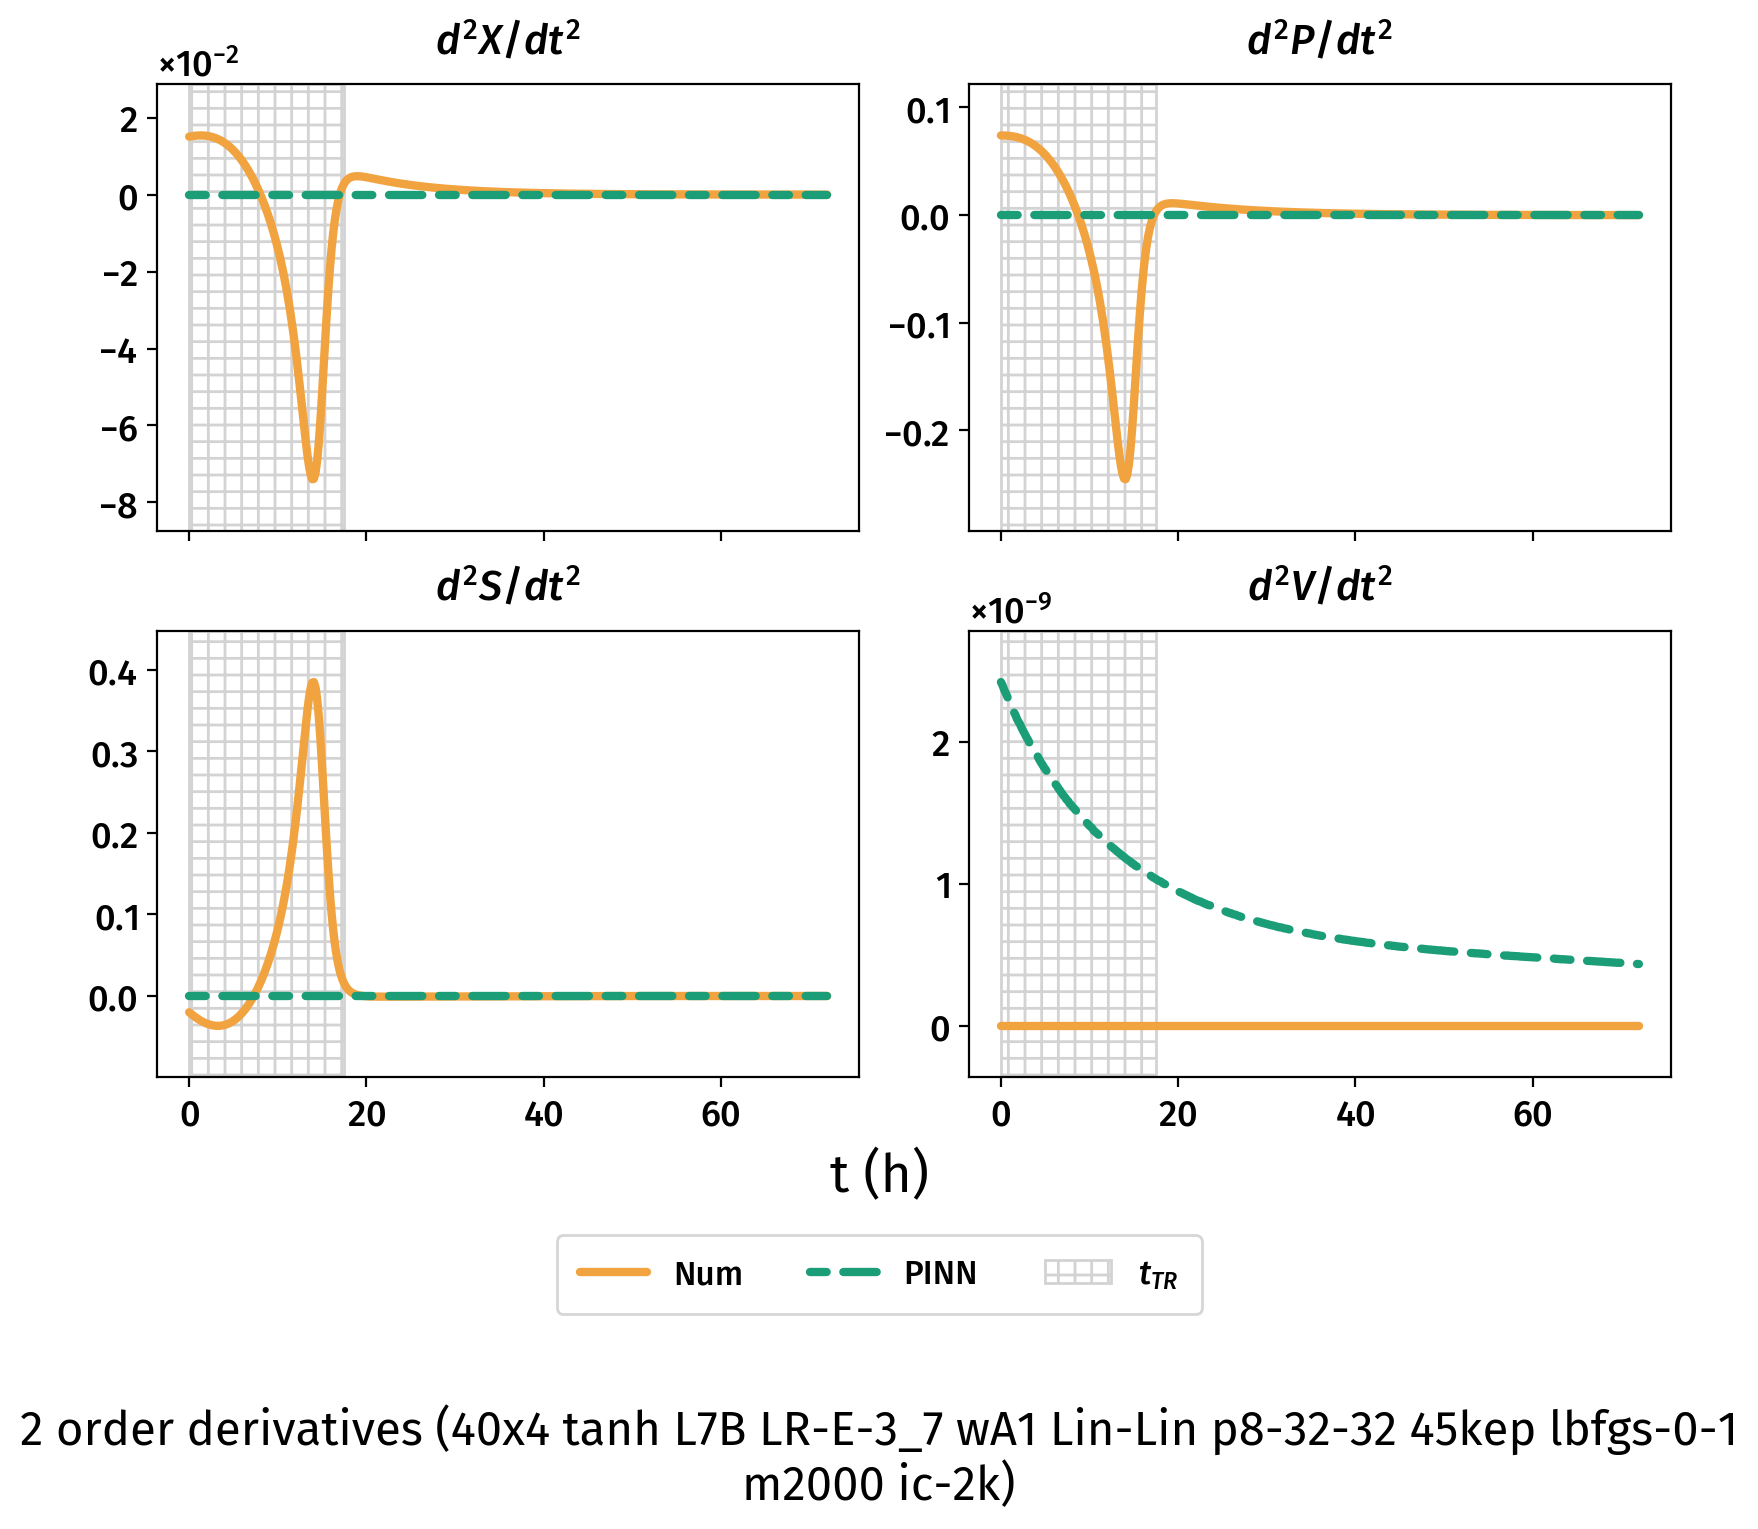 d²X/dt²
×10⁻²
2
0
−2
−4
−6
−8
d²P/dt²
0.1
0.0
−0.1
−0.2
d²S/dt²
0.4
0.3
0.2
0.1
0.0
0 20 40 60
d²V/dt²
×10⁻⁹
2
1
0
0 20 40 60
t (h)
Num PINN t_TR
2 order derivatives (40x4 tanh L7B LR-E-3_7 wA1 Lin-Lin p8-32-32 45kep lbfgs-0-1
m2000 ic-2k)